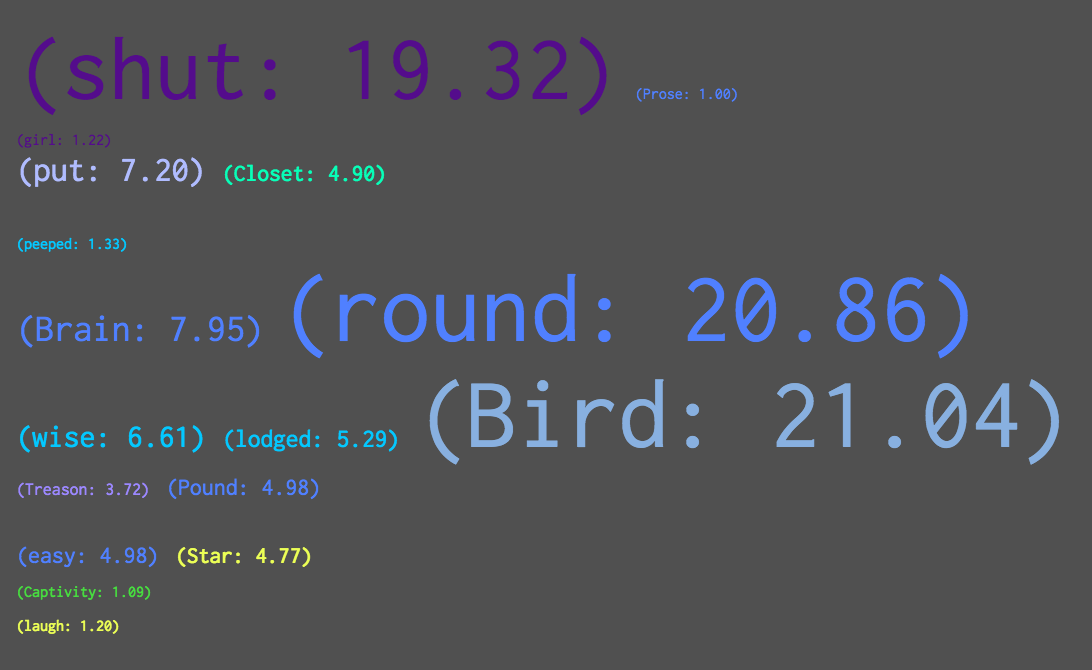 (shut: 19.32) (Prose: 1.00)
(girl: 1.22)
(put: 7.20) (Closet: 4.90)
(peeped: 1.33)
(Brain: 7.95) (round: 20.86)
(wise: 6.61) (lodged: 5.29) (Bird: 21.04)
(Treason: 3.72) (Pound: 4.98)
(easy: 4.98) (Star: 4.77)
(Captivity: 1.09)
(laugh: 1.20)